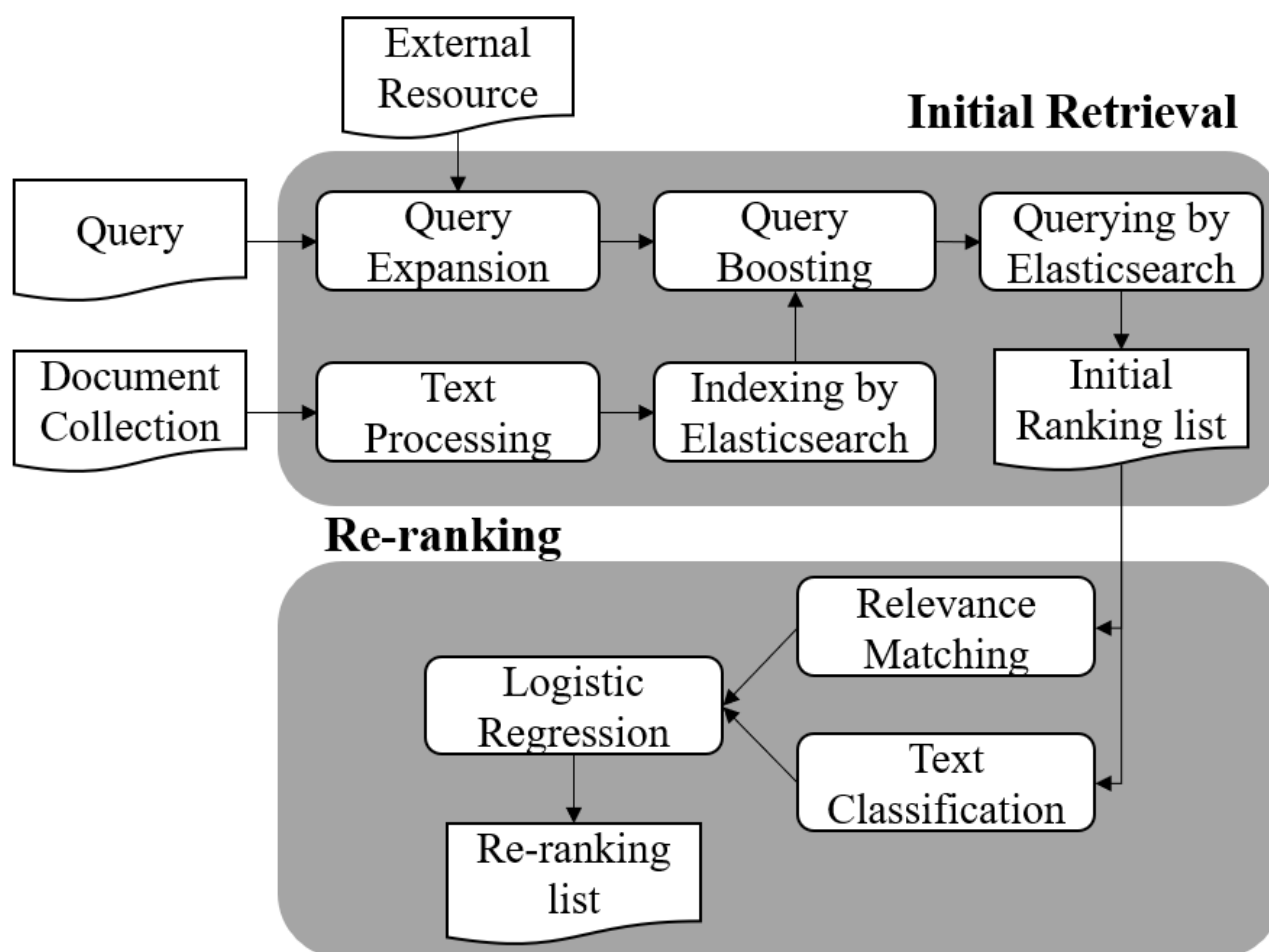 External
Resource
Initial Retrieval
Query
Query
Expansion
Query
Boosting
Querying by
Elasticsearch
Document
Collection
Text
Processing
Indexing by
Elasticsearch
Initial
Ranking list
Re-ranking
Relevance
Matching
Logistic
Regression
Text
Classification
Re-ranking
list